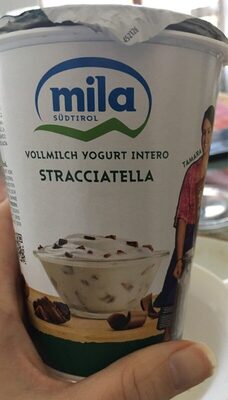 mila
SÜDTIROL
VOLLMILCH YOGURT INTERO
STRACCIATELLA
TAMARA